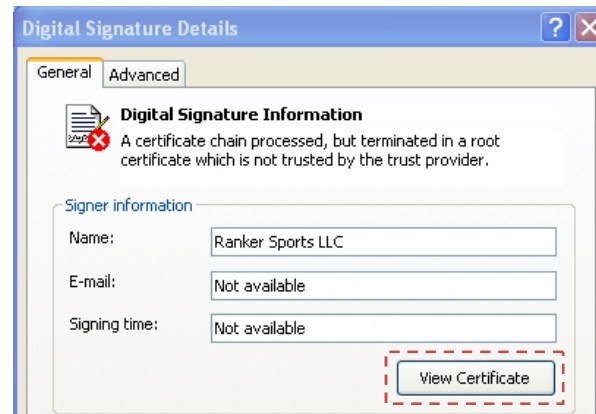 Digital Signature Details
General
Advanced
Digital Signature Information
A certificate chain processed, but terminated in a root
certificate which is not trusted by the trust provider.
Signer information
Name:
Ranker Sports LLC
E-mail:
Not available
Signing time:
Not available
View Certificate